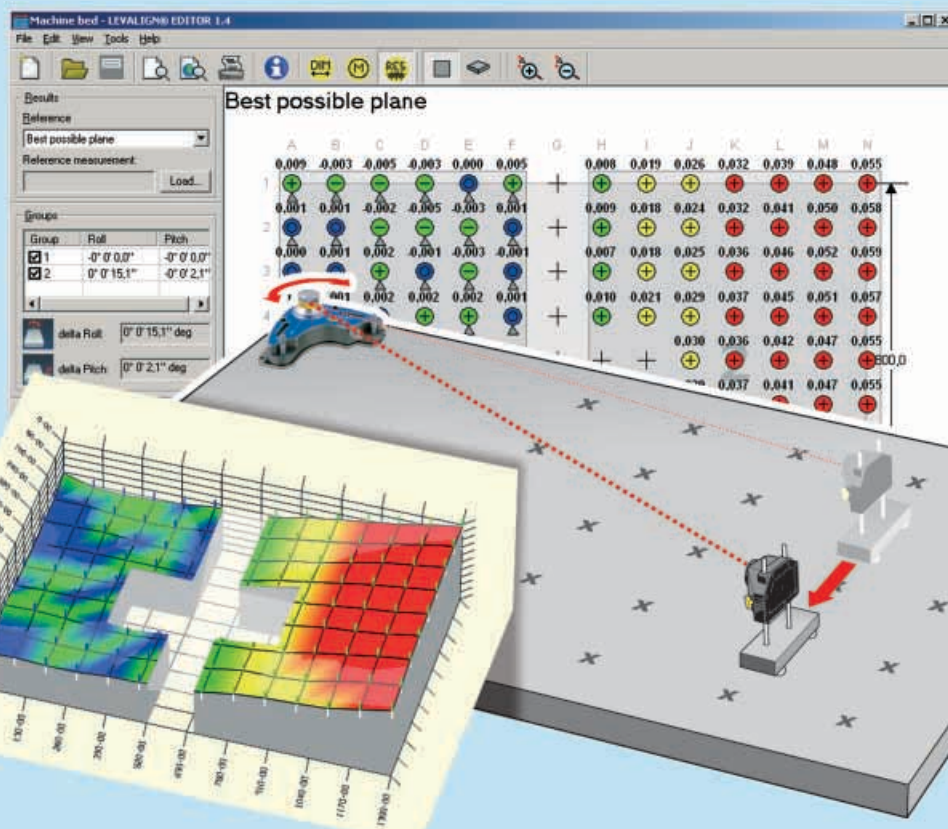 Machine bed - LEVALIGN® EDITOR 1.4
File Edit View Tools Help
DIM M RES
Results
Reference
Best possible plane
Reference measurement:
Load...
Groups
Group Roll Pitch
1 -0° 0' 0,0" -0° 0' 0,0"
2 0° 0' 15,1" -0° 0' 2,1"
delta Roll: 0° 0' 15,1" deg
delta Pitch: 0° 0' 2,1" deg
Best possible plane
A B C D E F G H I J K L M N
0,009 -0,003 -0,005 -0,003 0,000 0,005 0,008 0,019 0,026 0,032 0,039 0,048 0,055
1
0,001 0,001 -0,002 -0,005 -0,003 0,001 0,009 0,018 0,024 0,032 0,041 0,050 0,058
2
0,000 0,001 0,002 -0,001 -0,003 -0,001 0,007 0,018 0,025 0,036 0,046 0,052 0,059
3
0,002 0,002 0,002 0,001 0,010 0,021 0,029 0,037 0,045 0,051 0,057
0,030 0,036 0,042 0,047 0,055
0,037 0,041 0,047 0,055